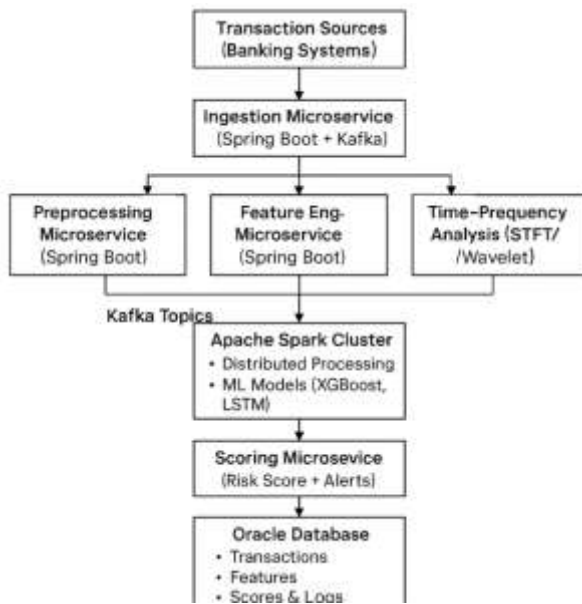 Transaction Sources
(Banking Systems)
Ingestion Microservice
(Spring Boot + Kafka)
Preprocessing
Microservice
(Spring Boot)
Feature Eng-
Microservice
(Spring Boot)
Time-Prequency
Analysis (STFT/
/Wavelet)
Kafka Topics
Apache Spark Cluster
• Distributed Processing
• ML Models (XGBoost,
LSTM)
Scoring Microsevice
(Risk Score + Alerts)
Oracle Database
• Transactions
• Features
• Scores & Logs